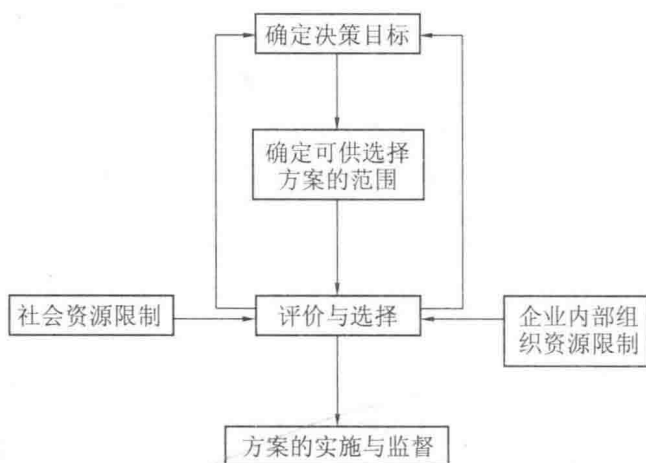 确定决策目标
确定可供选择
方案的范围
社会资源限制
评价与选择
企业内部组
织资源限制
方案的实施与监督